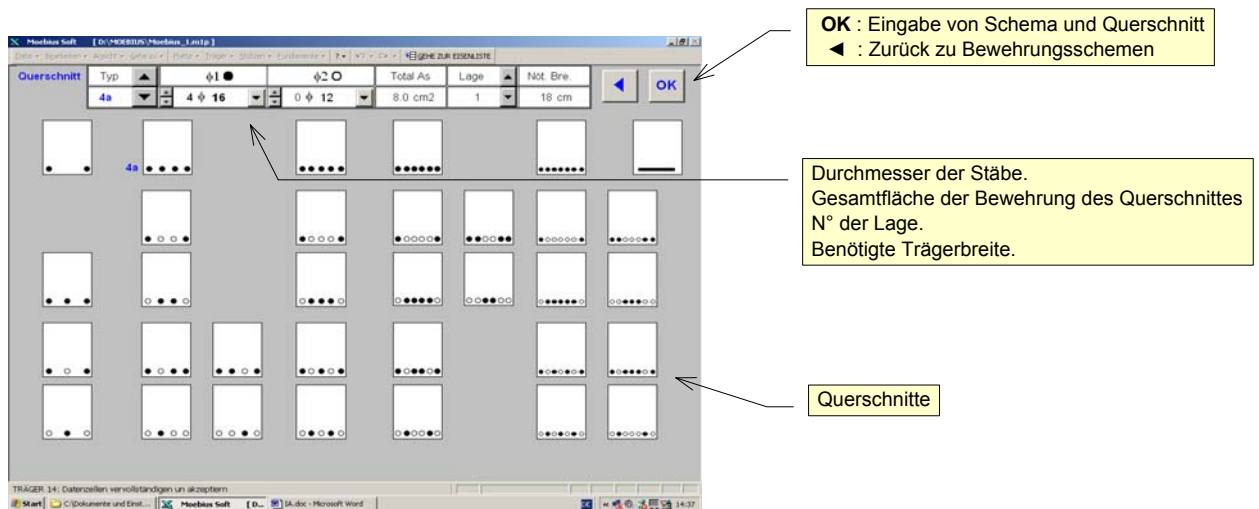 OK : Eingabe von Schema und Querschnitt
◄ : Zurück zu Bewehrungsschemen
Moebius Soft [ D:\MOEBIUS\Moebius_1.m1p ]
GEHE ZUR EISENLISTE
Querschnitt Typ ϕ1 ● ϕ2 O Total As Lage Nöt. Bre.
4a 4 ϕ 16 0 ϕ 12 8.0 cm2 1 18 cm
OK
4a
Durchmesser der Stäbe.
Gesamtfläche der Bewehrung des Querschnittes
N° der Lage.
Benötigte Trägerbreite.
Querschnitte
TRÄGER 14: Datenzellen vervollständigen un akzeptieren
Start C:\Dokumente und Einst... Moebius Soft [ D... IA.doc - Microsoft Word 14:37